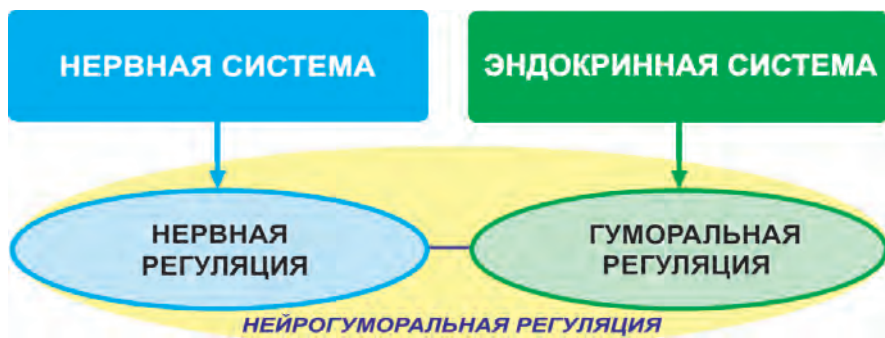 НЕРВНАЯ СИСТЕМА
ЭНДОКРИННАЯ СИСТЕМА
НЕРВНАЯ
РЕГУЛЯЦИЯ
ГУМОРАЛЬНАЯ
РЕГУЛЯЦИЯ
НЕЙРОГУМОРАЛЬНАЯ РЕГУЛЯЦИЯ